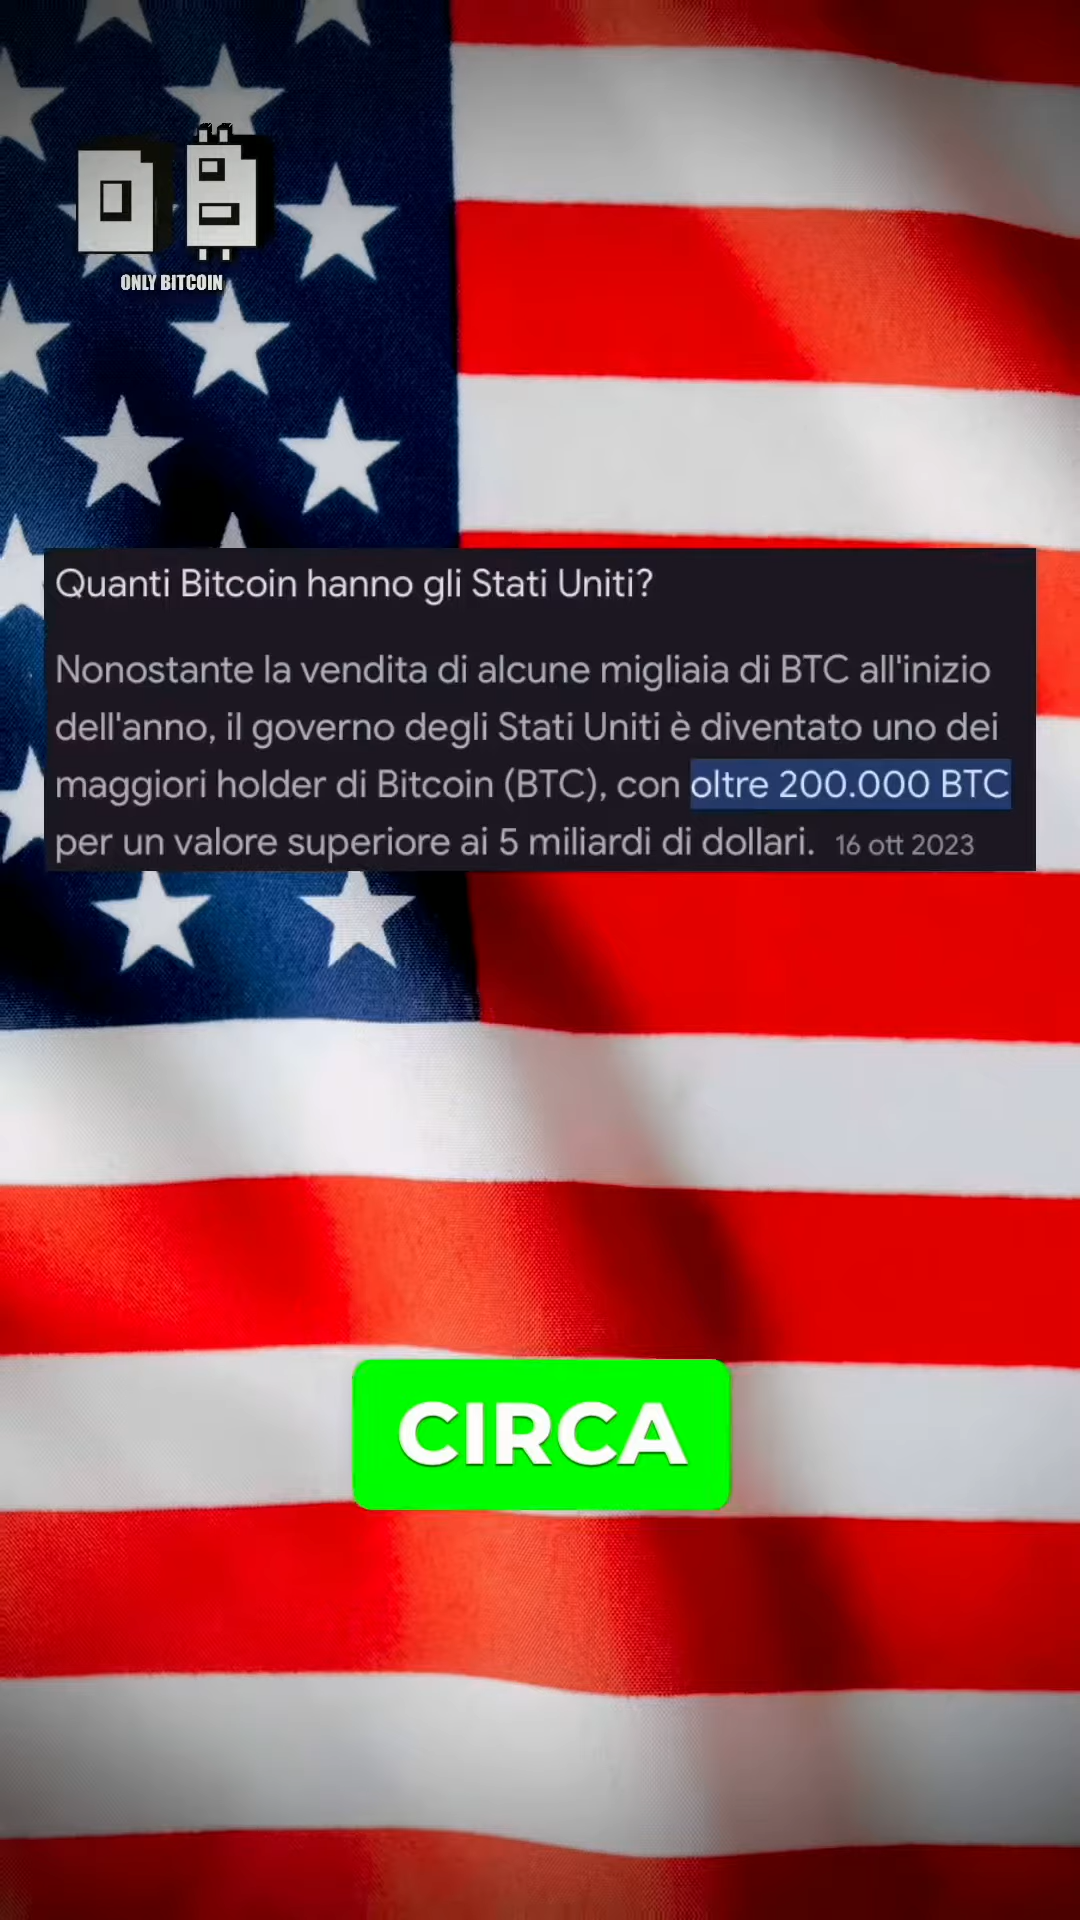 ONLY BITCOIN
Quanti Bitcoin hanno gli Stati Uniti?
Nonostante la vendita di alcune migliaia di BTC all'inizio
dell'anno, il governo degli Stati Uniti è diventato uno dei
maggiori holder di Bitcoin (BTC), con oltre 200.000 BTC
per un valore superiore ai 5 miliardi di dollari. 16 ott 2023
CIRCA